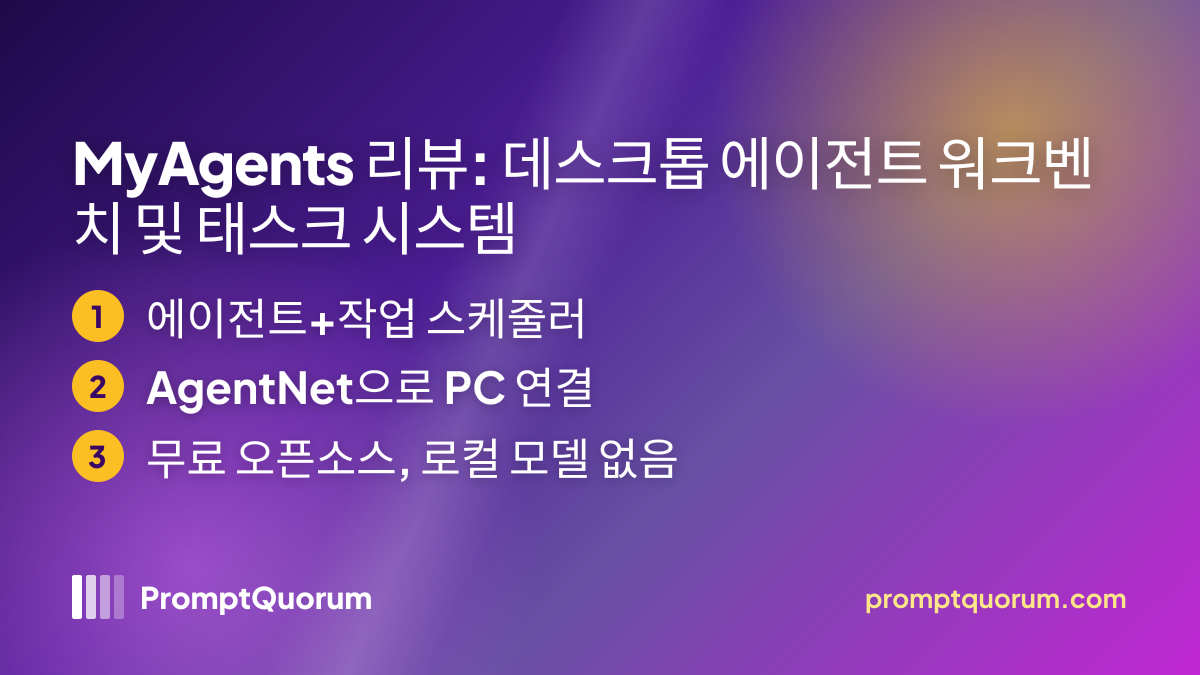 MyAgents 리뷰: 데스크톱 에이전트 워크벤
치 및 태스크 시스템
1 에이전트+작업 스케줄러
2 AgentNet으로 PC 연결
3 무료 오픈소스, 로컬 모델 없음
PromptQuorum
promptquorum.com